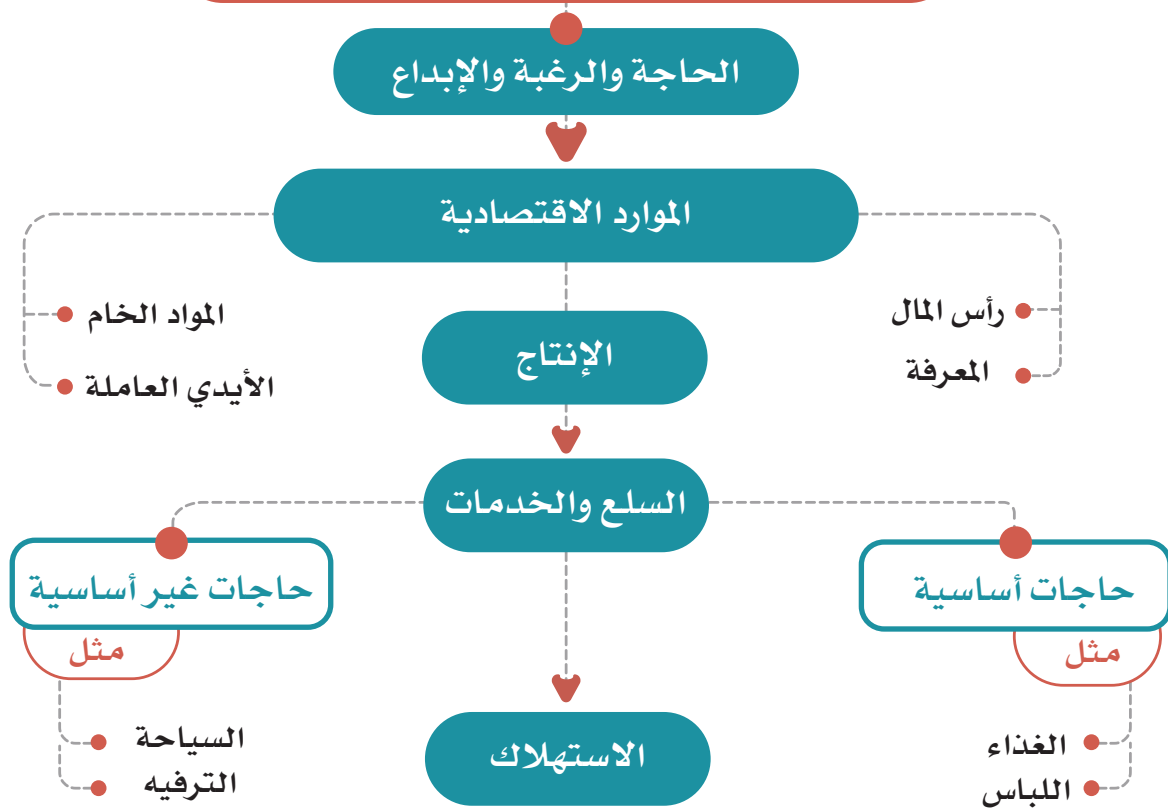 الحاجة والرغبة والإبداع
الموارد الاقتصادية
رأس المال
المعرفة
المواد الخام
الأيدي العاملة
الإنتاج
السلع والخدمات
حاجات أساسية
مثل
الغذاء
اللباس
حاجات غير أساسية
مثل
السياحة
الترفيه
الاستهلاك